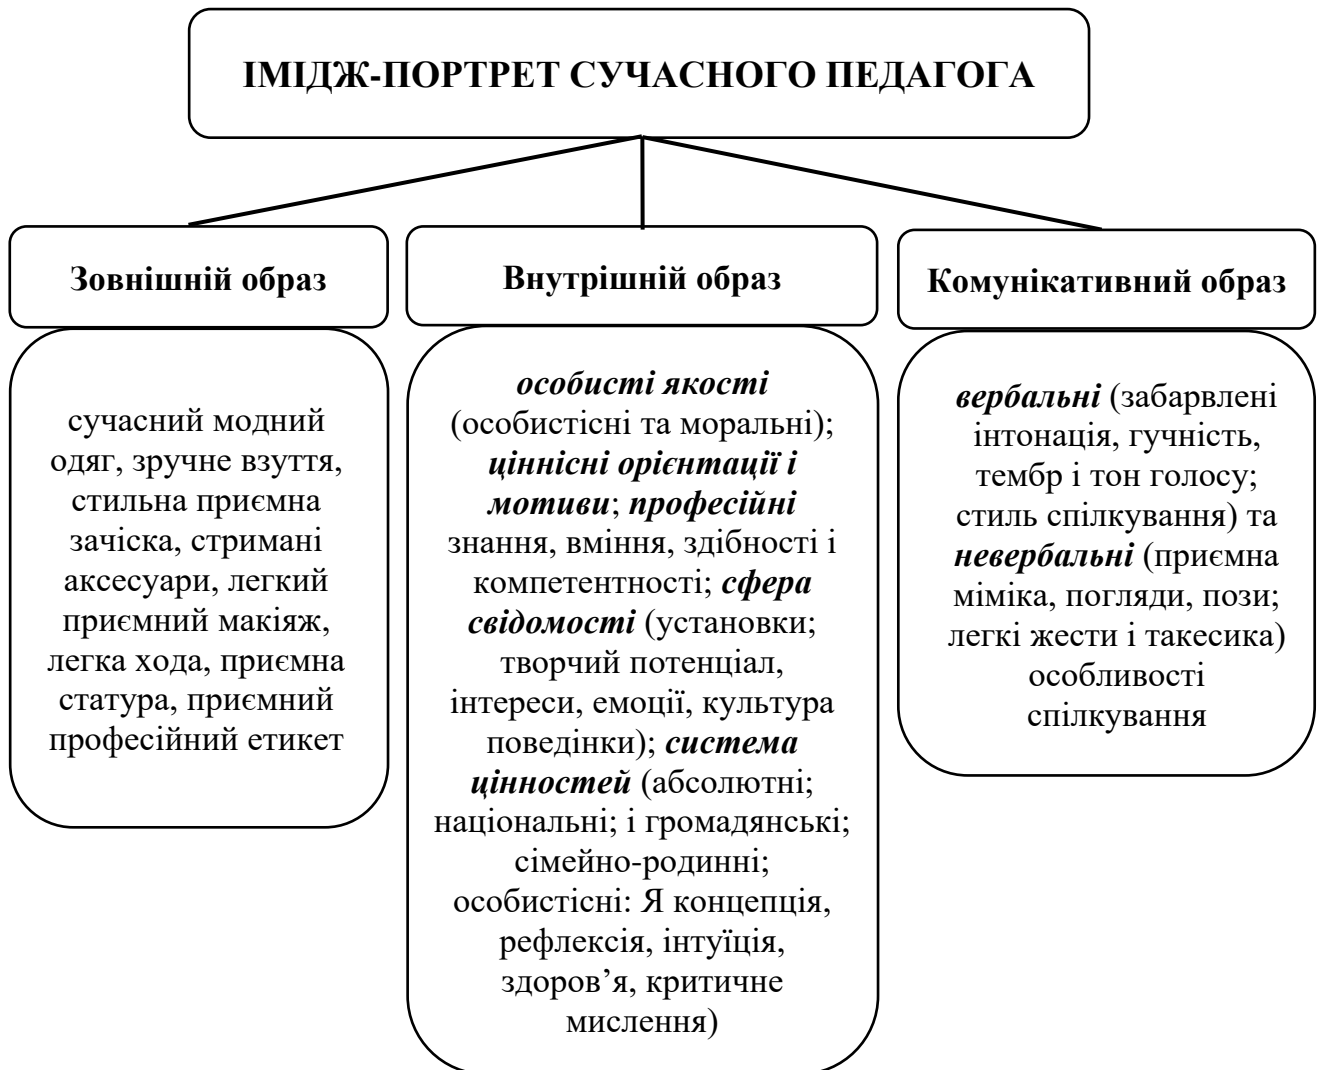 ІМІДЖ-ПОРТРЕТ СУЧАСНОГО ПЕДАГОГА
Зовнішній образ
сучасний модний
одяг, зручне взуття,
стильна приємна
зачіска, стримані
аксесуари, легкий
приємний макіяж,
легка хода, приємна
статура, приємний
професійний етикет
Внутрішній образ
особисті якості
(особистісні та моральні);
ціннісні орієнтації і
мотиви; професійні
знання, вміння, здібності і
компетентності; сфера
свідомості (установки;
творчий потенціал,
інтереси, емоції, культура
поведінки); система
цінностей (абсолютні;
національні; і громадянські;
сімейно-родинні;
особистісні: Я концепція,
рефлексія, інтуїція,
здоров’я, критичне
мислення)
Комунікативний образ
вербальні (забарвлені
інтонація, гучність,
тембр і тон голосу;
стиль спілкування) та
невербальні (приємна
міміка, погляди, пози;
легкі жести і такесика)
особливості
спілкування